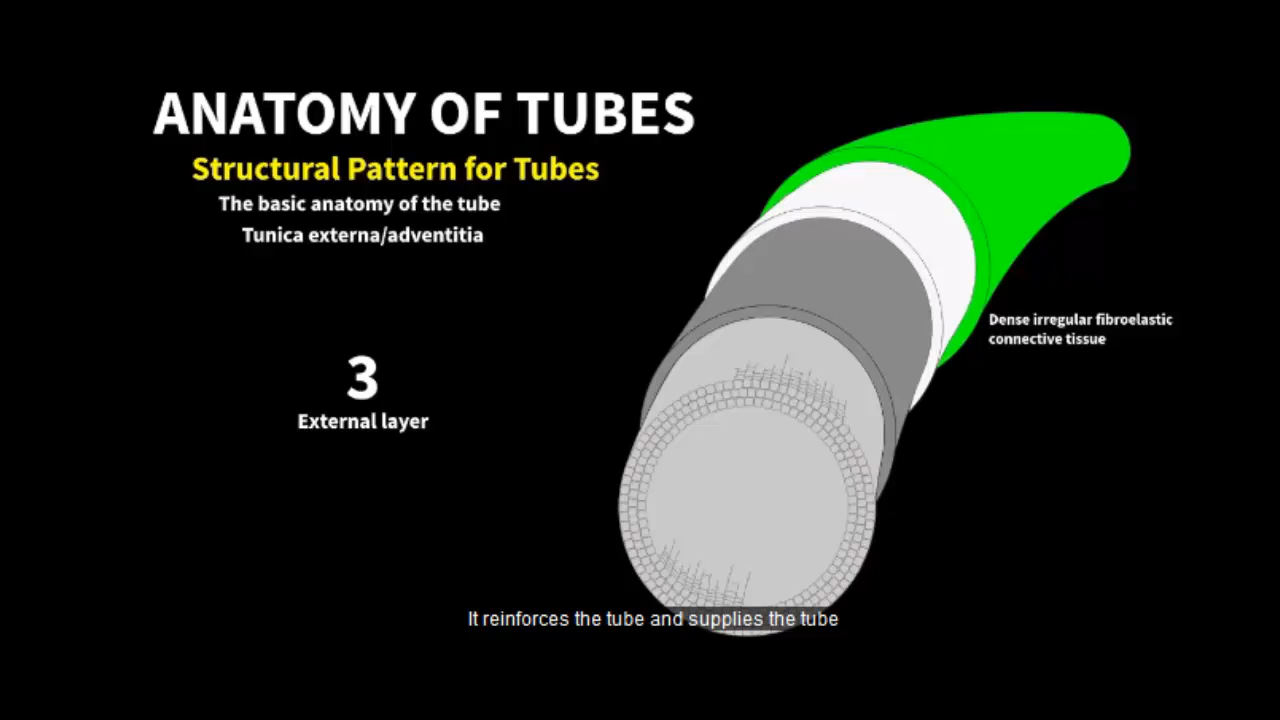 ANATOMY OF TUBES
Structural Pattern for Tubes
The basic anatomy of the tube
Tunica externa/adventitia
3
External layer
Dense irregular fibroelastic
connective tissue
It reinforces the tube and supplies the tube